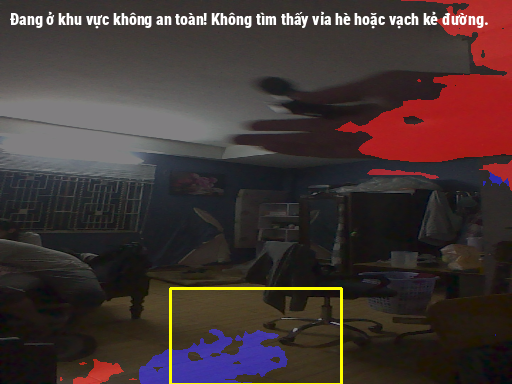 Đang ở khu vực không an toàn! Không tìm thấy vỉa hè hoặc vạch kẻ đường.